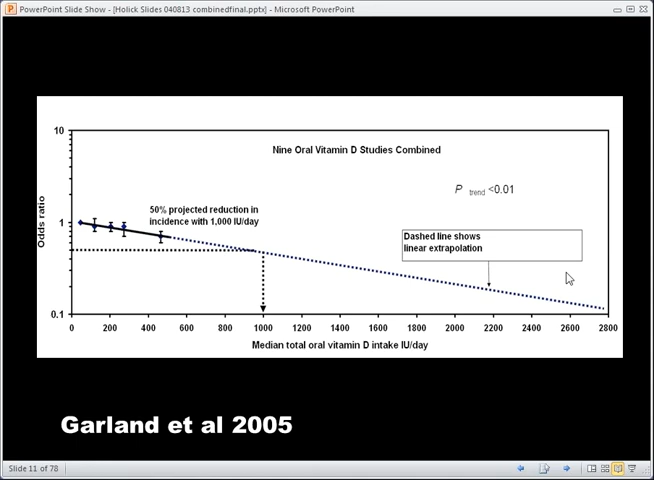 PowerPoint Slide Show - [Holick Slides 040813 combinedfinal.pptx] - Microsoft PowerPoint
10
Nine Oral Vitamin D Studies Combined
P trend <0.01
50% projected reduction in
incidence with 1,000 IU/day
1
Dashed line shows
linear extrapolation
Odds ratio
0.1
0 200 400 600 800 1000 1200 1400 1600 1800 2000 2200 2400 2600 2800
Median total oral vitamin D intake IU/day
Garland et al 2005
Slide 11 of 78